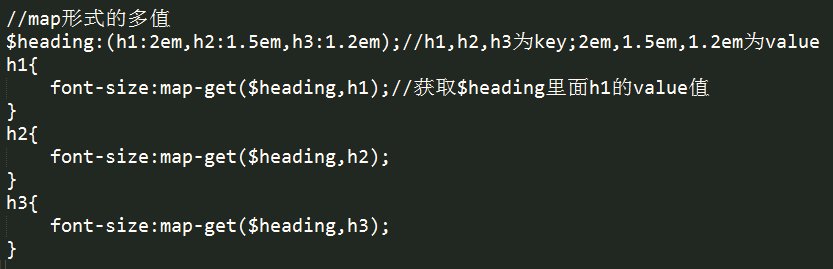 //map形式的多值
$heading:(h1:2em,h2:1.5em,h3:1.2em);//h1,h2,h3为key;2em,1.5em,1.2em为value
h1{
    font-size:map-get($heading,h1);//获取$heading里面h1的value值
}
h2{
    font-size:map-get($heading,h2);
}
h3{
    font-size:map-get($heading,h3);
}